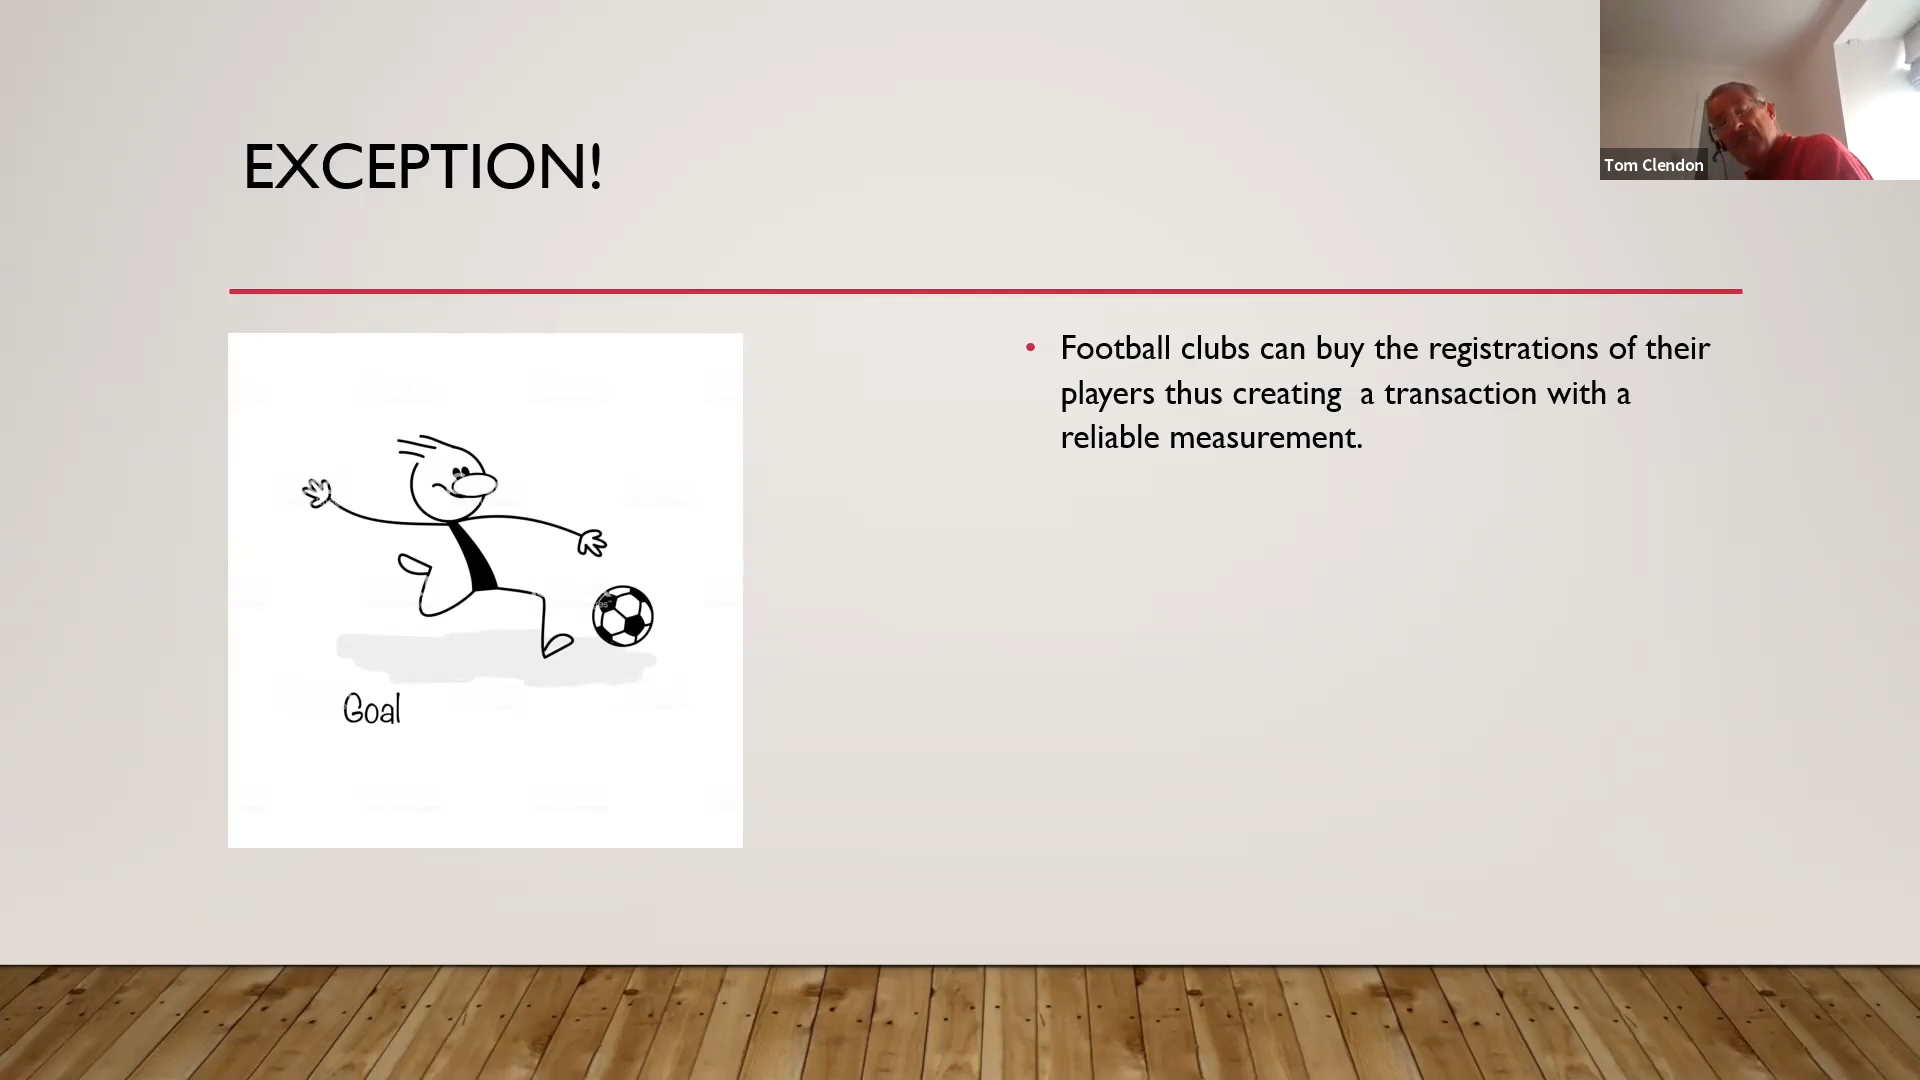 EXCEPTION!
Tom Clendon
Football clubs can buy the registrations of their
players thus creating  a transaction with a
reliable measurement.
Goal